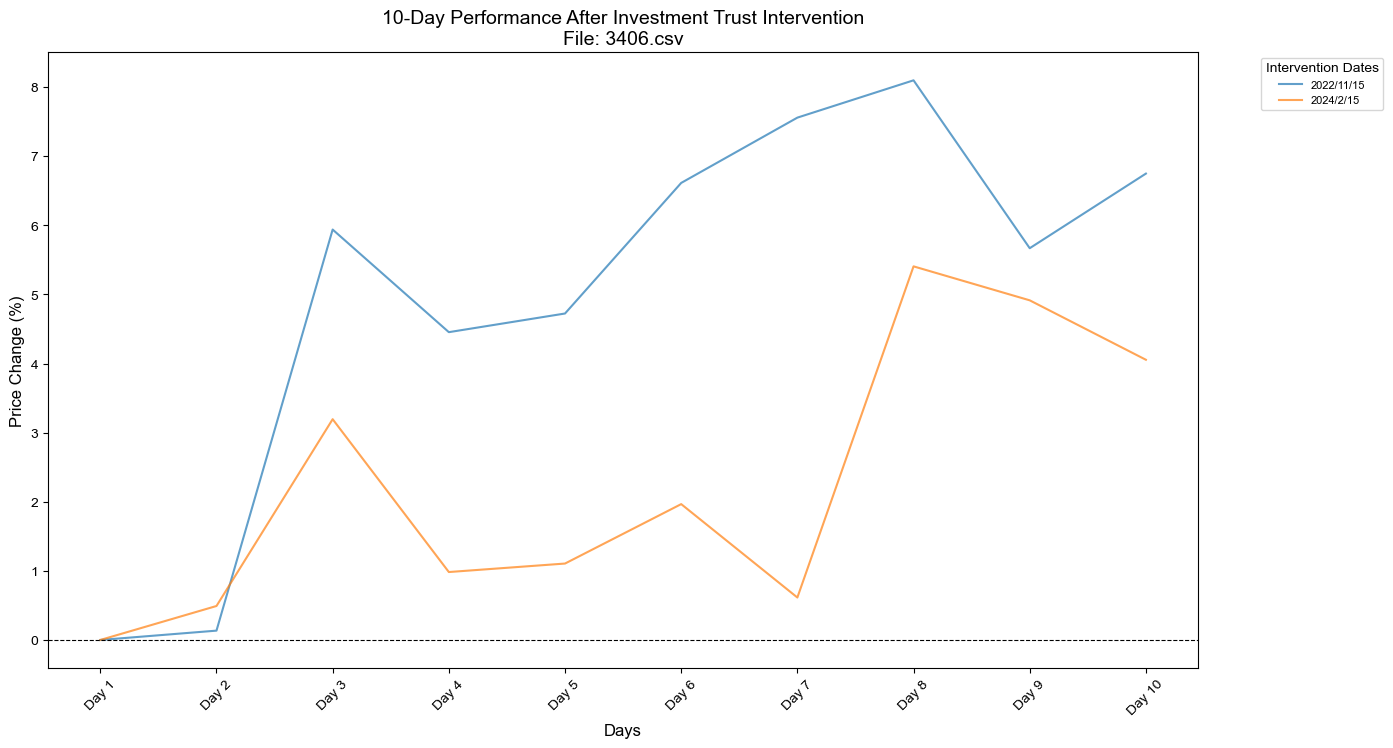 10-Day Performance After Investment Trust Intervention
File: 3406.csv
Intervention Dates
2022/11/15
2024/2/15
Price Change (%)
8
7
6
5
4
3
2
1
0
Day 1
Day 2
Day 3
Day 4
Day 5
Day 6
Day 7
Day 8
Day 9
Day 10
Days